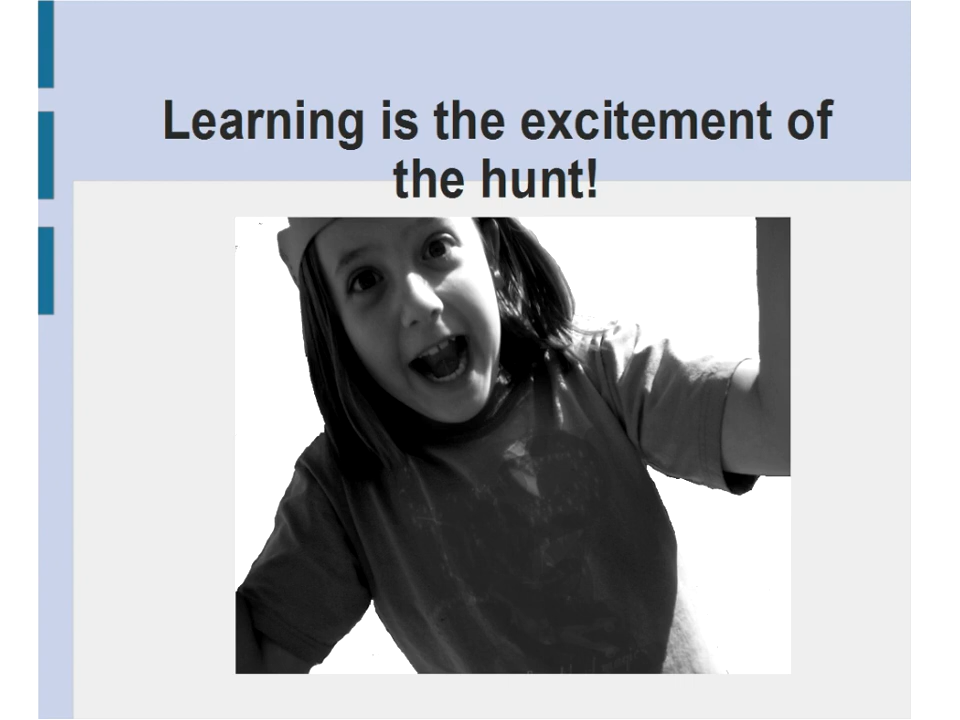 Learning is the excitement of
the hunt!